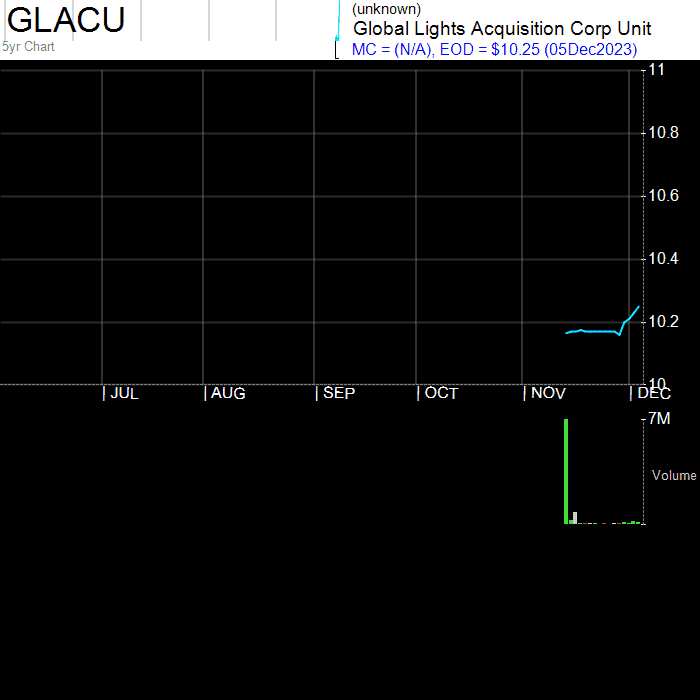 GLACU
5yr Chart
(unknown)
Global Lights Acquisition Corp Unit
MC = (N/A), EOD = $10.25 (05Dec2023)
11
10.8
10.6
10.4
10.2
10
| JUL | AUG | SEP | OCT | NOV | DEC
7M
Volume